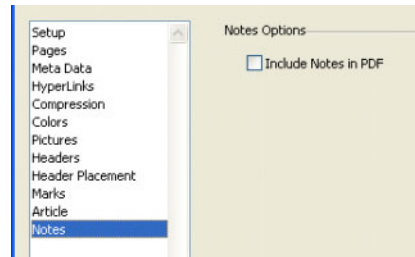 Setup
Pages
Meta Data
HyperLinks
Compression
Colors
Pictures
Headers
Header Placement
Marks
Article
Notes
Notes Options
Include Notes in PDF